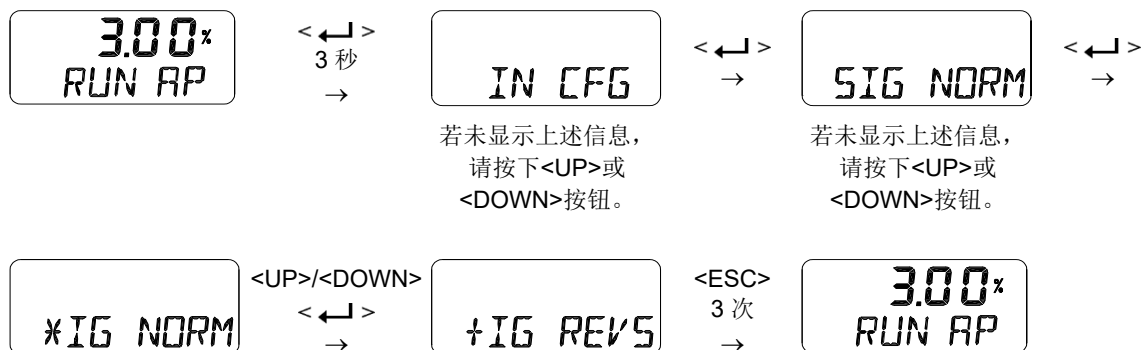 3.00%
RUN AP
< ↵ >
3 秒
→
IN CFG
若未显示上述信息，
请按下<UP>或
<DOWN>按钮。
< ↵ >
→
SIG NORM
若未显示上述信息，
请按下<UP>或
<DOWN>按钮。
< ↵ >
→
*IG NORM
<UP>/<DOWN>
< ↵ >
→
+IG REVS
<ESC>
3 次
→
3.00%
RUN AP